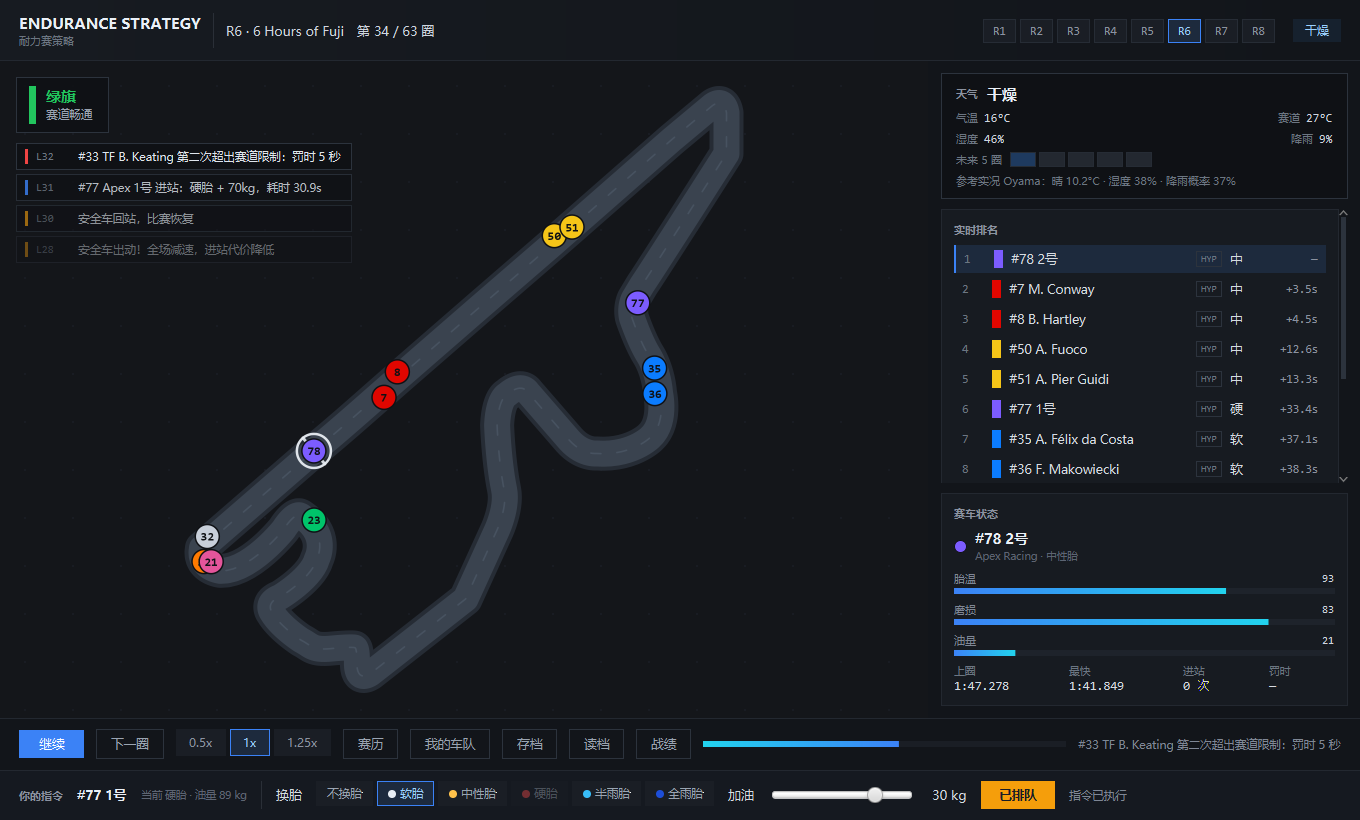 ENDURANCE STRATEGY
耐力赛策略
R6 · 6 Hours of Fuji 第 34 / 63 圈
R1 R2 R3 R4 R5 R6 R7 R8 干燥
绿旗
赛道畅通
L32 #33 TF B. Keating 第二次超出赛道限制：罚时 5 秒
L31 #77 Apex 1号 进站：硬胎 + 70kg，耗时 30.9s
L30 安全车回站，比赛恢复
L28 安全车出动！全场减速，进站代价降低
50
51
77
8
7
35
36
78
23
32
21
天气 干燥
气温 16°C 赛道 27°C
湿度 46% 降雨 9%
未来 5 圈
参考实况 Oyama：晴 10.2°C · 湿度 38% · 降雨概率 37%
实时排名
1 #78 2号 HYP 中 —
2 #7 M. Conway HYP 中 +3.5s
3 #8 B. Hartley HYP 中 +4.5s
4 #50 A. Fuoco HYP 中 +12.6s
5 #51 A. Pier Guidi HYP 中 +13.3s
6 #77 1号 HYP 硬 +33.4s
7 #35 A. Félix da Costa HYP 软 +37.1s
8 #36 F. Makowiecki HYP 软 +38.3s
赛车状态
#78 2号
Apex Racing · 中性胎
胎温 93
磨损 83
油量 21
上圈 最快 进站 罚时
1:47.278 1:41.849 0 次 —
继续 下一圈 0.5x 1x 1.25x 赛历 我的车队 存档 读档 战绩 #33 TF B. Keating 第二次超出赛道限制：罚时 5 秒
你的指令 #77 1号 当前 硬胎 · 油量 89 kg 换胎 不换胎 软胎 中性胎 硬胎 半雨胎 全雨胎 加油 30 kg 已排队 指令已执行